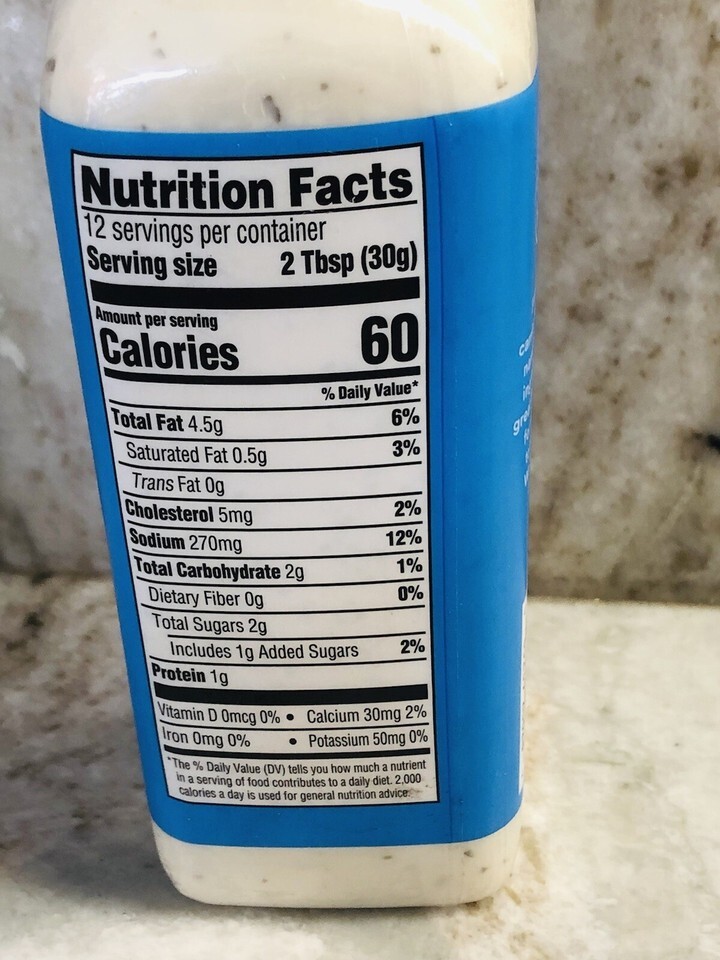 Nutrition Facts
12 servings per container
Serving size 2 Tbsp (30g)
Amount per serving
Calories 60
% Daily Value*
Total Fat 4.5g 6%
Saturated Fat 0.5g 3%
Trans Fat 0g
Cholesterol 5mg 2%
Sodium 270mg 12%
Total Carbohydrate 2g 1%
Dietary Fiber 0g 0%
Total Sugars 2g
Includes 1g Added Sugars 2%
Protein 1g
Vitamin D 0mcg 0% • Calcium 30mg 2%
Iron 0mg 0% • Potassium 50mg 0%
*The % Daily Value (DV) tells you how much a nutrient
in a serving of food contributes to a daily diet. 2,000
calories a day is used for general nutrition advice.